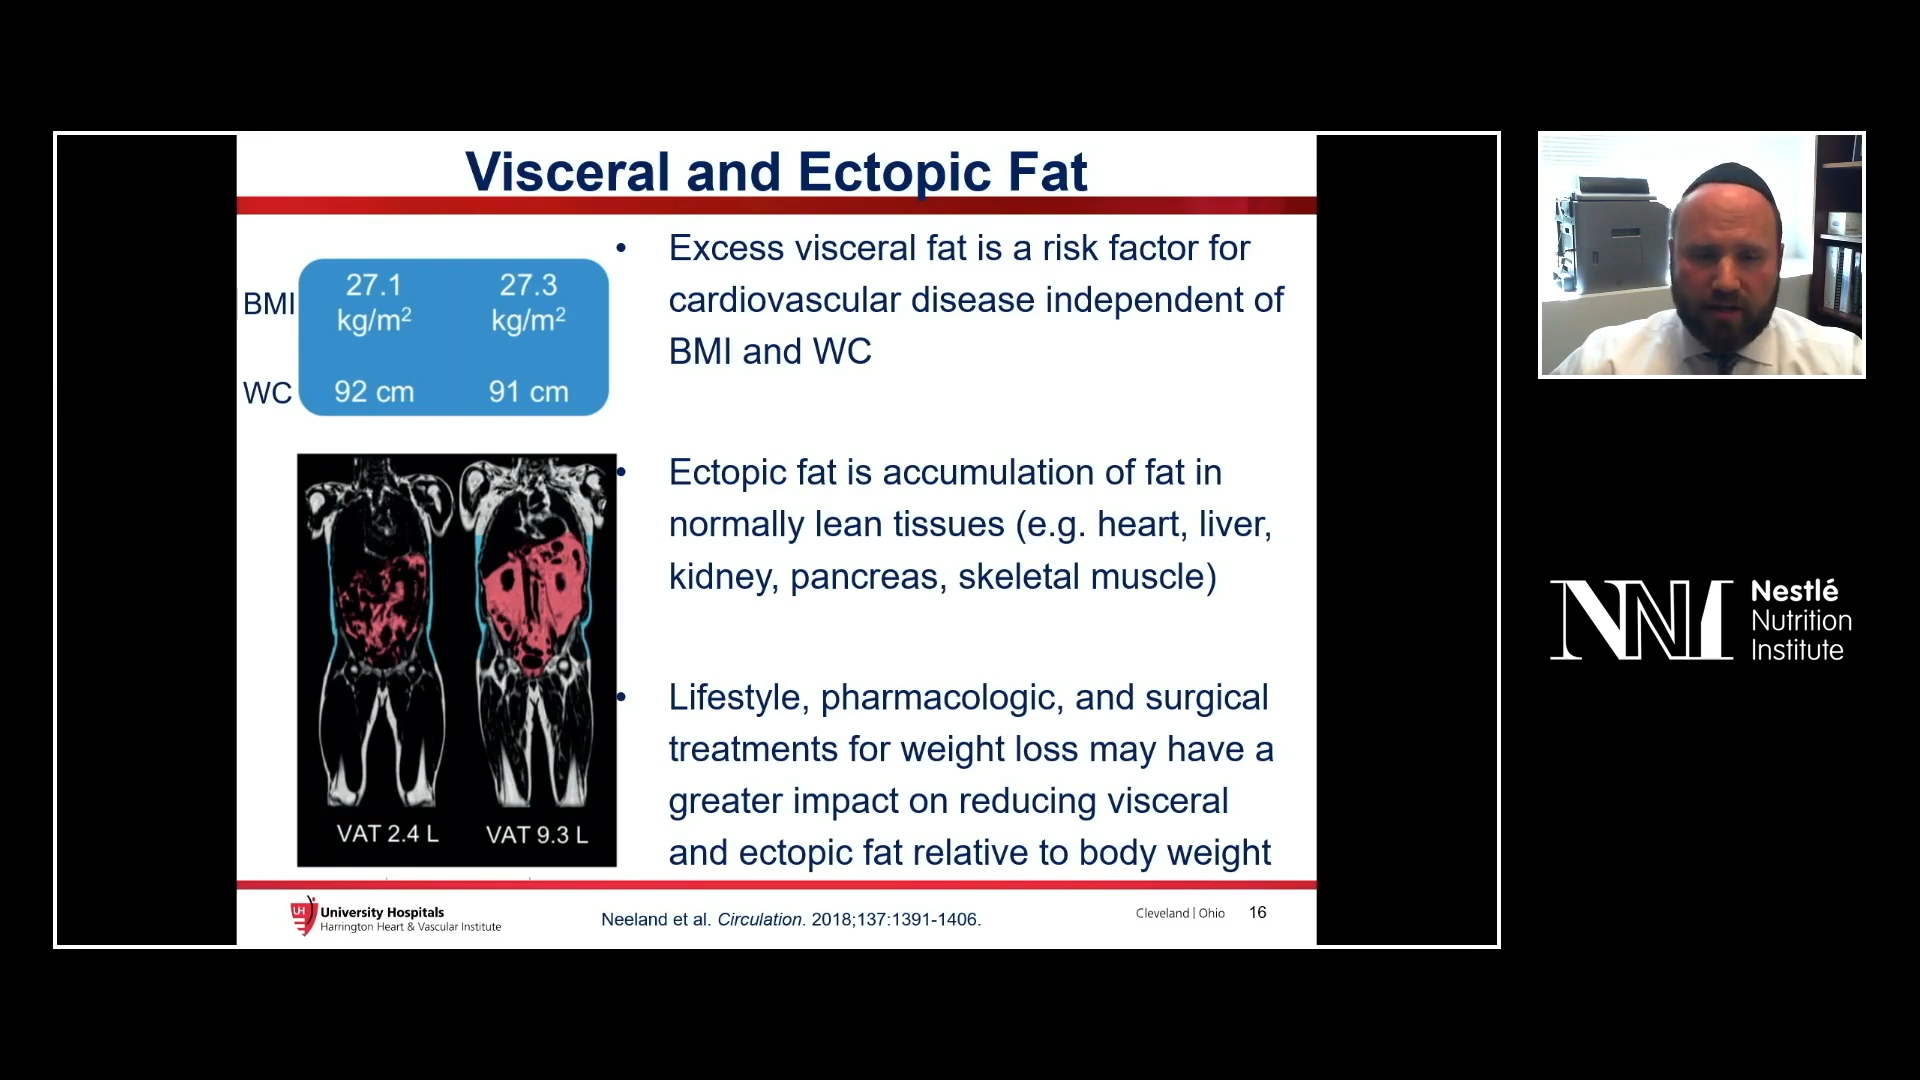 Visceral and Ectopic Fat
BMI 27.1 kg/m² 27.3 kg/m²
WC 92 cm 91 cm
• Excess visceral fat is a risk factor for
cardiovascular disease independent of
BMI and WC
• Ectopic fat is accumulation of fat in
normally lean tissues (e.g. heart, liver,
kidney, pancreas, skeletal muscle)
• Lifestyle, pharmacologic, and surgical
treatments for weight loss may have a
greater impact on reducing visceral
and ectopic fat relative to body weight
VAT 2.4 L VAT 9.3 L
UH University Hospitals
Harrington Heart & Vascular Institute
Neeland et al. Circulation. 2018;137:1391-1406.
Cleveland | Ohio 16
NNI
Nestlé
Nutrition
Institute